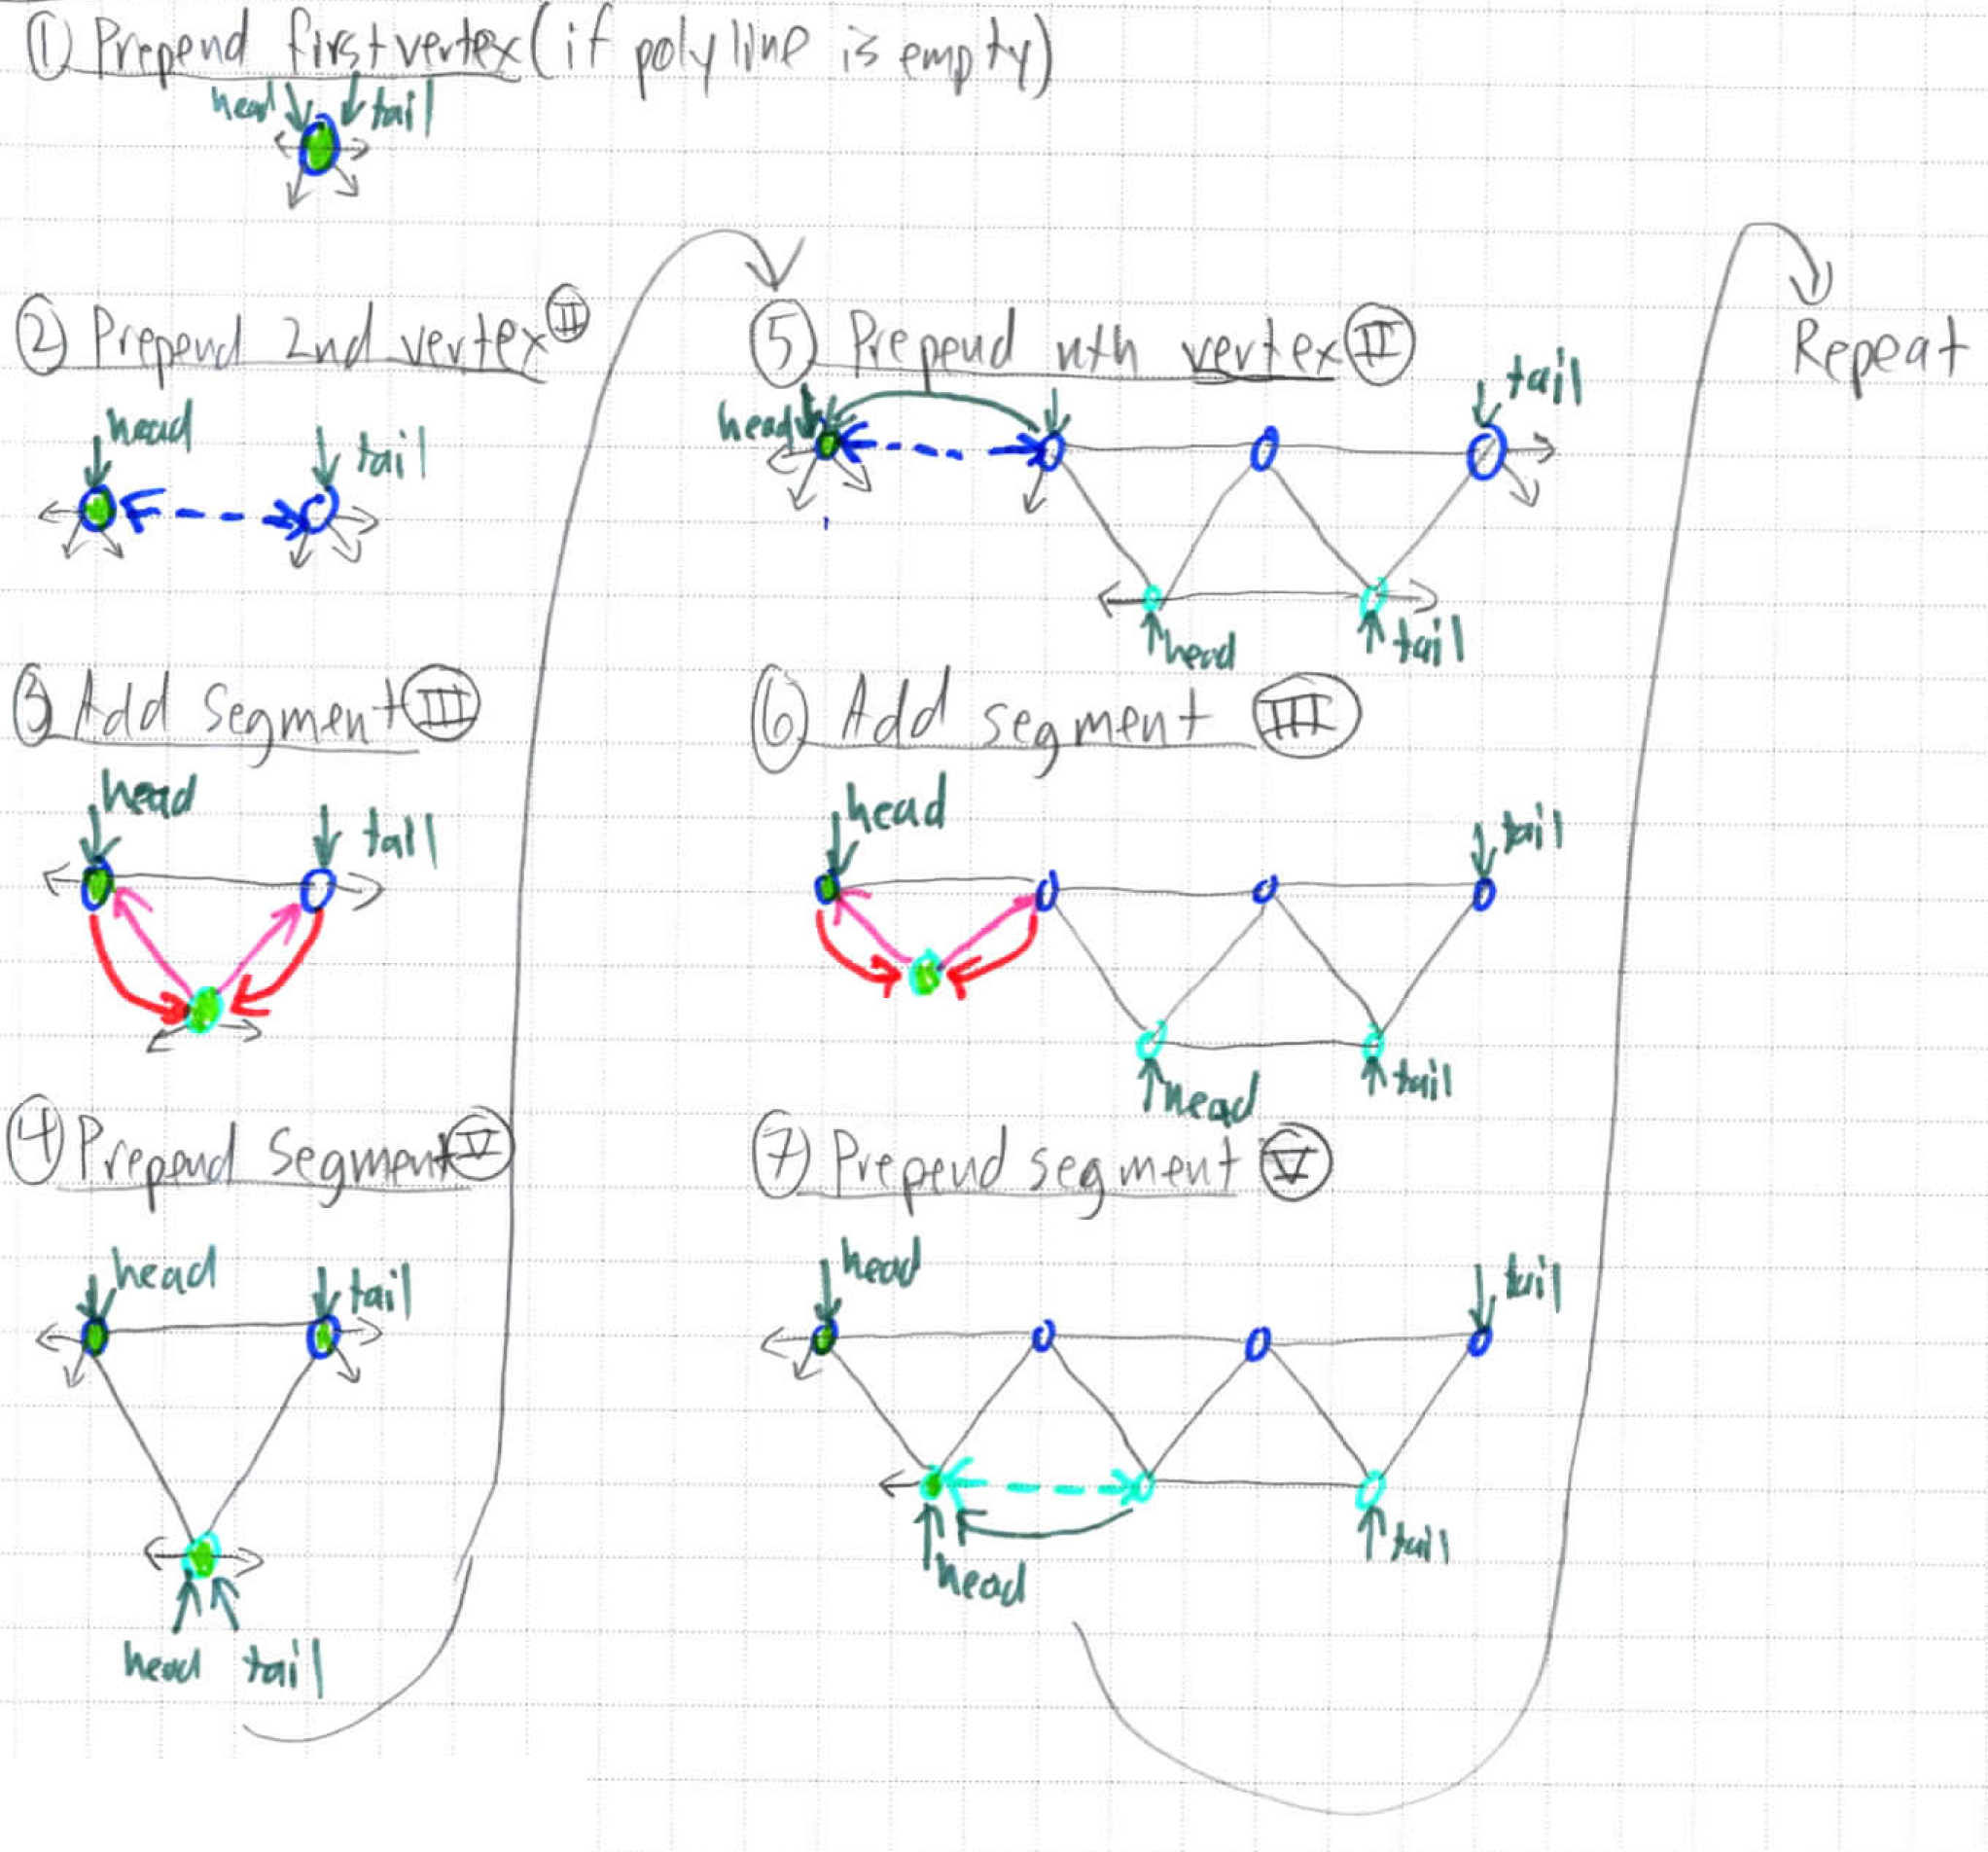 ① Prepend first vertex (if polyline is empty)
head tail
② Prepend 2nd vertex Ⅱ
head tail
③ Add Segment Ⅲ
head tail
④ Prepend Segment Ⅴ
head tail
head tail
⑤ Prepend nth vertex Ⅱ
head tail
head tail
⑥ Add segment Ⅲ
head tail
head tail
⑦ Prepend segment Ⅴ
head tail
head tail
Repeat